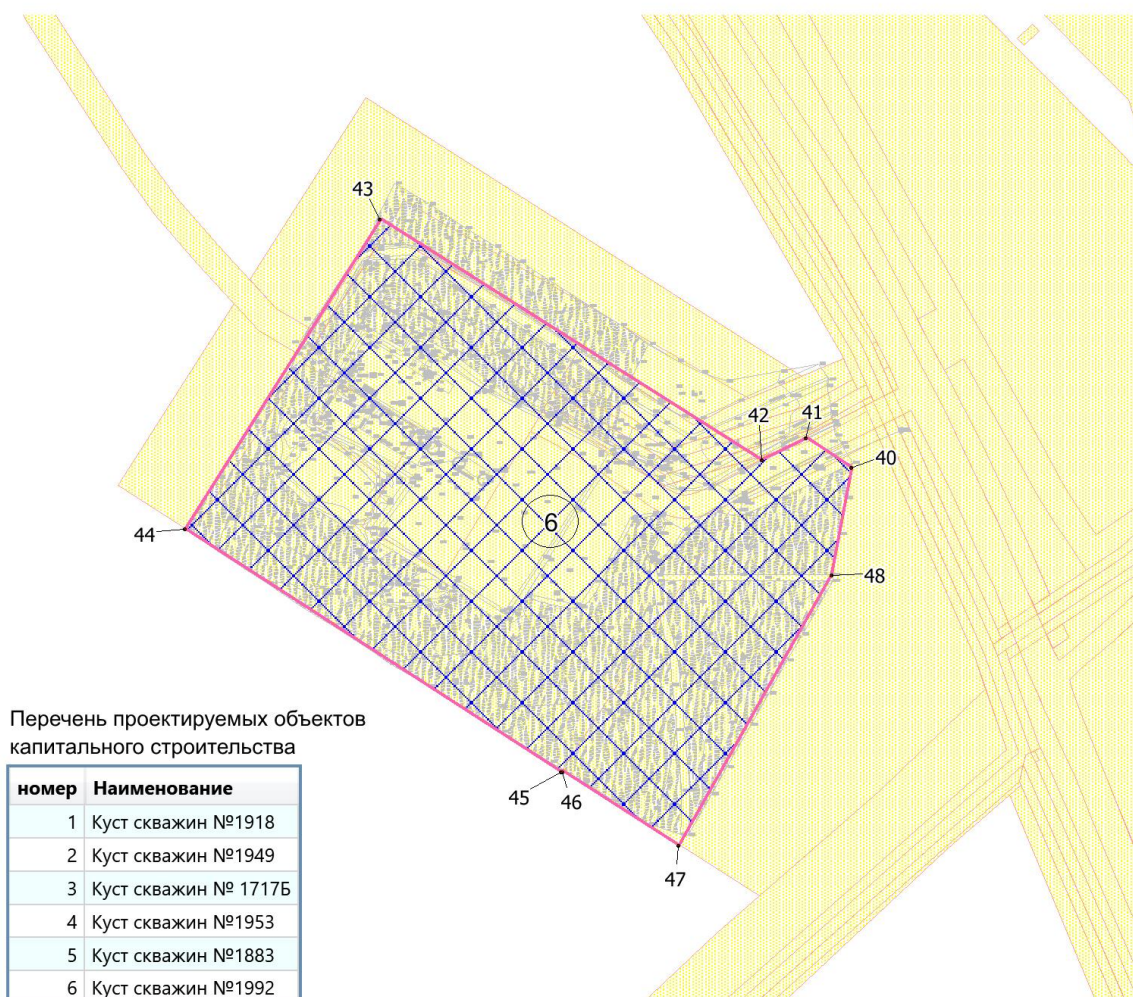 43
42
41
40
6
44
48
45
46
47
Перечень проектируемых объектов
капитального строительства
номер Наименование
1 Куст скважин №1918
2 Куст скважин №1949
3 Куст скважин № 1717Б
4 Куст скважин №1953
5 Куст скважин №1883
6 Куст скважин №1992